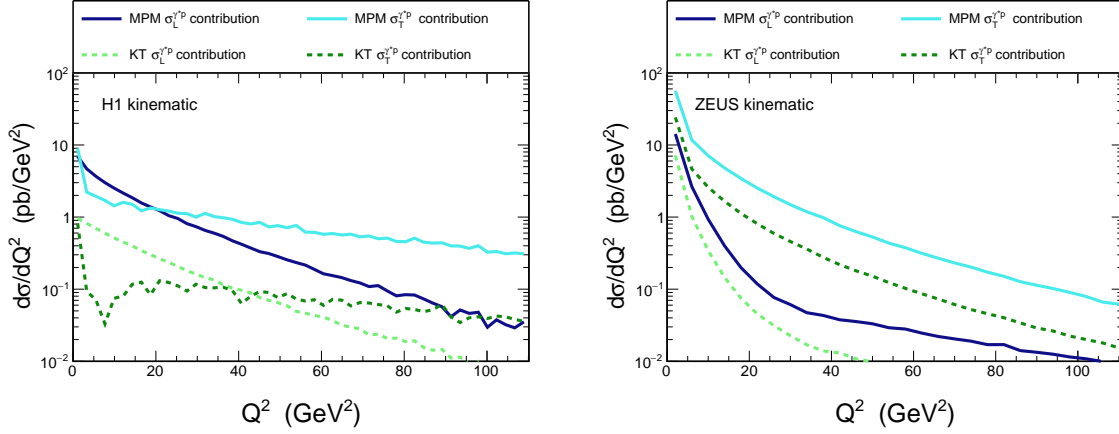 MPM σ_L^{γ*p} contribution MPM σ_T^{γ*p} contribution
KT σ_L^{γ*p} contribution KT σ_T^{γ*p} contribution
H1 kinematic
dσ/dQ² (pb/GeV²)
10²
10
1
10⁻¹
10⁻²
0 20 40 60 80 100
Q² (GeV²)
MPM σ_L^{γ*p} contribution MPM σ_T^{γ*p} contribution
KT σ_L^{γ*p} contribution KT σ_T^{γ*p} contribution
ZEUS kinematic
dσ/dQ² (pb/GeV²)
10²
10
1
10⁻¹
10⁻²
0 20 40 60 80 100
Q² (GeV²)